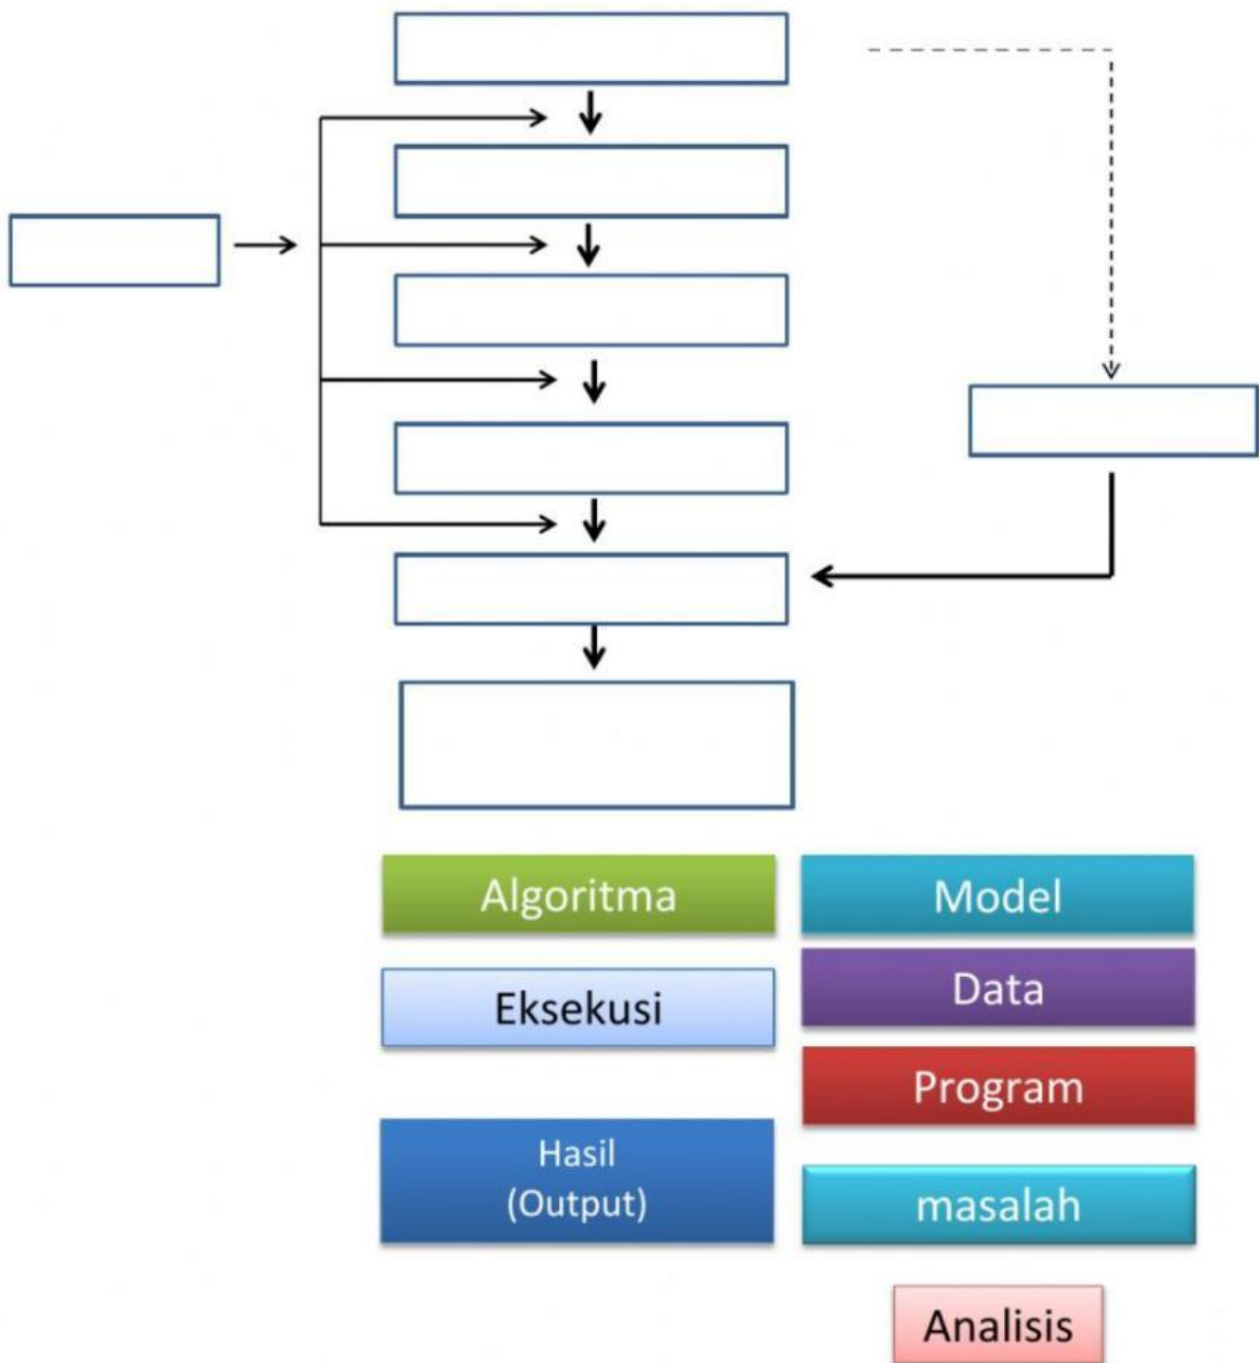 Algoritma
Model
Eksekusi
Data
Program
Hasil
(Output)
masalah
Analisis